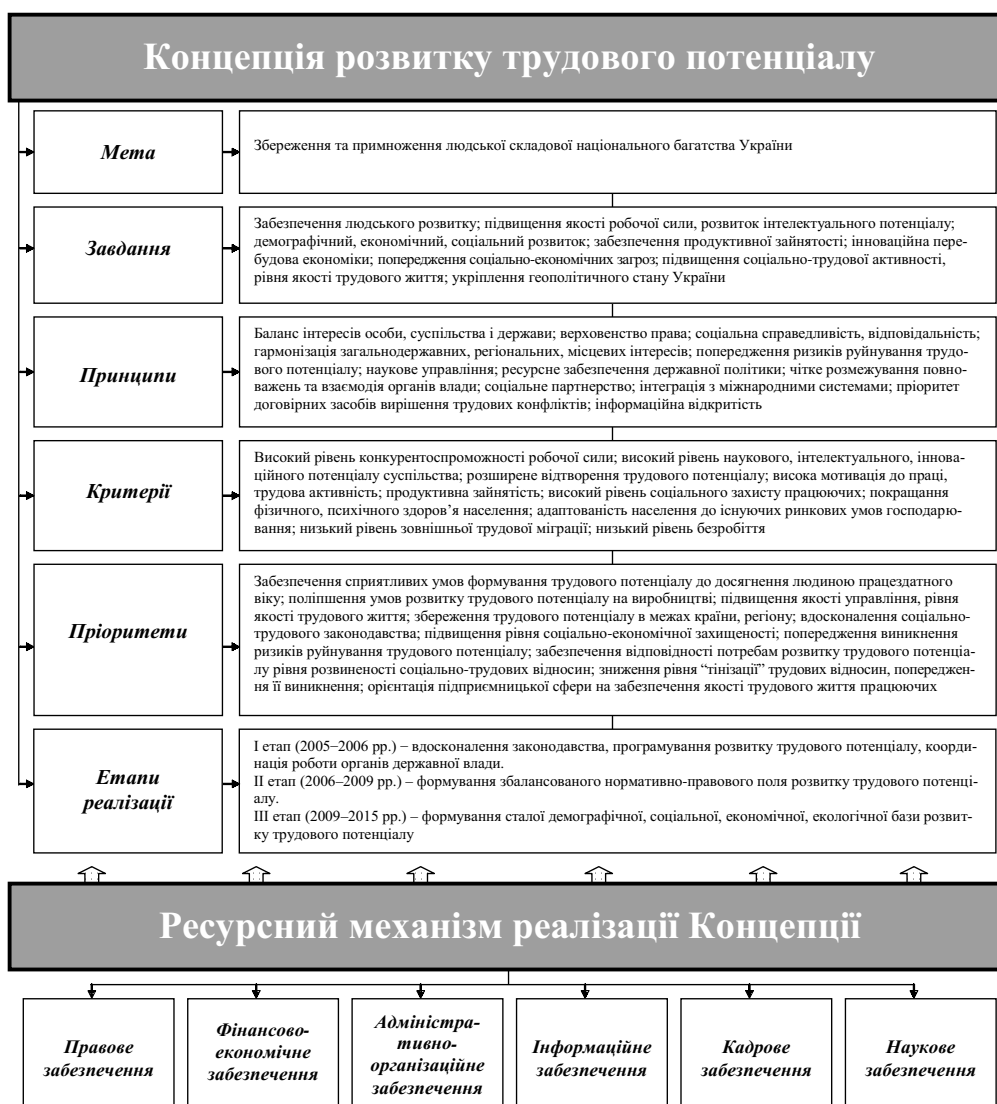 Концепція розвитку трудового потенціалу
Мета
Збереження та примноження людської складової національного багатства України
Завдання
Забезпечення людського розвитку; підвищення якості робочої сили, розвиток інтелектуального потенціалу;
демографічний, економічний, соціальний розвиток; забезпечення продуктивної зайнятості; інноваційна пере-
будова економіки; попередження соціально-економічних загроз; підвищення соціально-трудової активності,
рівня якості трудового життя; укріплення геополітичного стану України
Принципи
Баланс інтересів особи, суспільства і держави; верховенство права; соціальна справедливість, відповідальність;
гармонізація загальнодержавних, регіональних, місцевих інтересів; попередження ризиків руйнування трудо-
вого потенціалу; наукове управління; ресурсне забезпечення державної політики; чітке розмежування повно-
важень та взаємодія органів влади; соціальне партнерство; інтеграція з міжнародними системами; пріоритет
договірних засобів вирішення трудових конфліктів; інформаційна відкритість
Критерії
Високий рівень конкурентоспроможності робочої сили; високий рівень наукового, інтелектуального, іннова-
ційного потенціалу суспільства; розширене відтворення трудового потенціалу; висока мотивація до праці,
трудова активність; продуктивна зайнятість; високий рівень соціального захисту працюючих; покращання
фізичного, психічного здоров’я населення; адаптованість населення до існуючих ринкових умов господарю-
вання; низький рівень зовнішньої трудової міграції; низький рівень безробіття
Пріоритети
Забезпечення сприятливих умов формування трудового потенціалу до досягнення людиною працездатного
віку; поліпшення умов розвитку трудового потенціалу на виробництві; підвищення якості управління, рівня
якості трудового життя; збереження трудового потенціалу в межах країни, регіону; вдосконалення соціально-
трудового законодавства; підвищення рівня соціально-економічної захищеності; попередження виникнення
ризиків руйнування трудового потенціалу; забезпечення відповідності потребам розвитку трудового потенціа-
лу рівня розвиненості соціально-трудових відносин; зниження рівня “тінізації” трудових відносин, попереджен-
ня її виникнення; орієнтація підприємницької сфери на забезпечення якості трудового життя працюючих
Етапи
реалізації
І етап (2005–2006 рр.) – вдосконалення законодавства, програмування розвитку трудового потенціалу, коорди-
нація роботи органів державної влади.
ІІ етап (2006–2009 рр.) – формування збалансованого нормативно-правового поля розвитку трудового потенці-
алу.
ІІІ етап (2009–2015 рр.) – формування сталої демографічної, соціальної, економічної, екологічної бази розвит-
ку трудового потенціалу
Ресурсний механізм реалізації Концепції
Правове
забезпечення
Фінансово-
економічне
забезпечення
Адміністра-
тивно-
організаційне
забезпечення
Інформаційне
забезпечення
Кадрове
забезпечення
Наукове
забезпечення